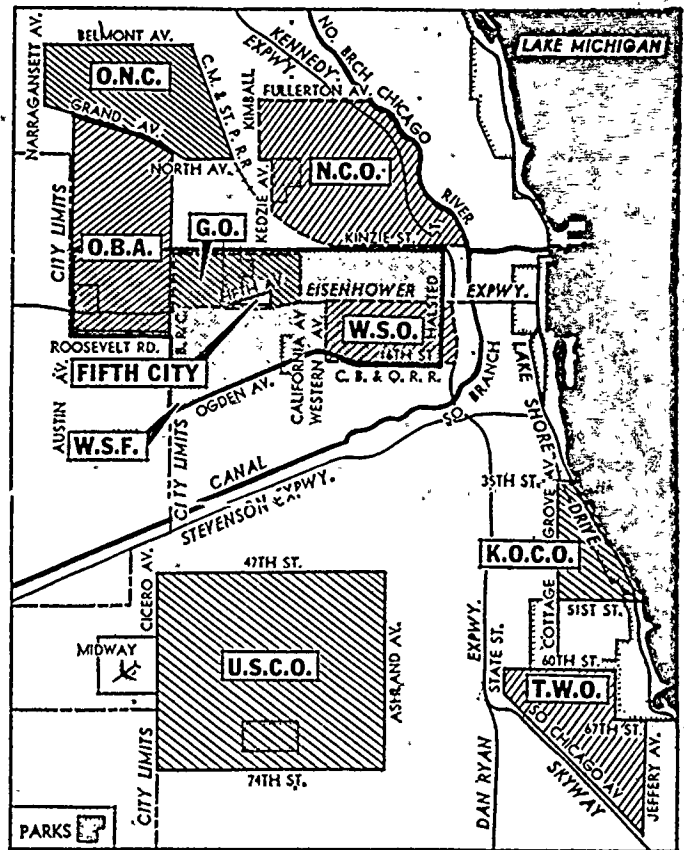 BELMONT AV.
NARRAGANSETT AV.
O.N.C.
C.M. & ST. P. R.R.
KIMBALL
KENNEDY
EXPWY.
NO. BRCH CHICAGO
RIVER
LAKE MICHIGAN
FULLERTON AV.
GRAND AV.
NORTH AV.
KEDZIE AV.
N.C.O.
CITY LIMITS
O.B.A.
G.O.
KINZIE ST.
FIFTH AV.
EISENHOWER
EXPWY.
HALSTED
ST.
W.S.O.
16TH ST.
C. B. & Q. R. R.
ROOSEVELT RD.
B. & O. C.
FIFTH CITY
CALIFORNIA AV
WESTERN AV.
AUSTIN AV.
OGDEN AV.
W.S.F.
CITY LIMITS
SO. BRANCH
LAKE SHORE DRIVE
CANAL
STEVENSON EXPWY.
35TH ST.
COTTAGE GROVE AV.
K.O.C.O.
51ST ST.
CICERO AV.
47TH ST.
MIDWAY
U.S.C.O.
ASHLAND AV.
74TH ST.
CITY LIMITS
DAN RYAN EXPWY.
STATE ST.
60TH ST.
T.W.O.
67TH ST.
SO. CHICAGO AV
SKYWAY
JEFFERY AV.
PARKS